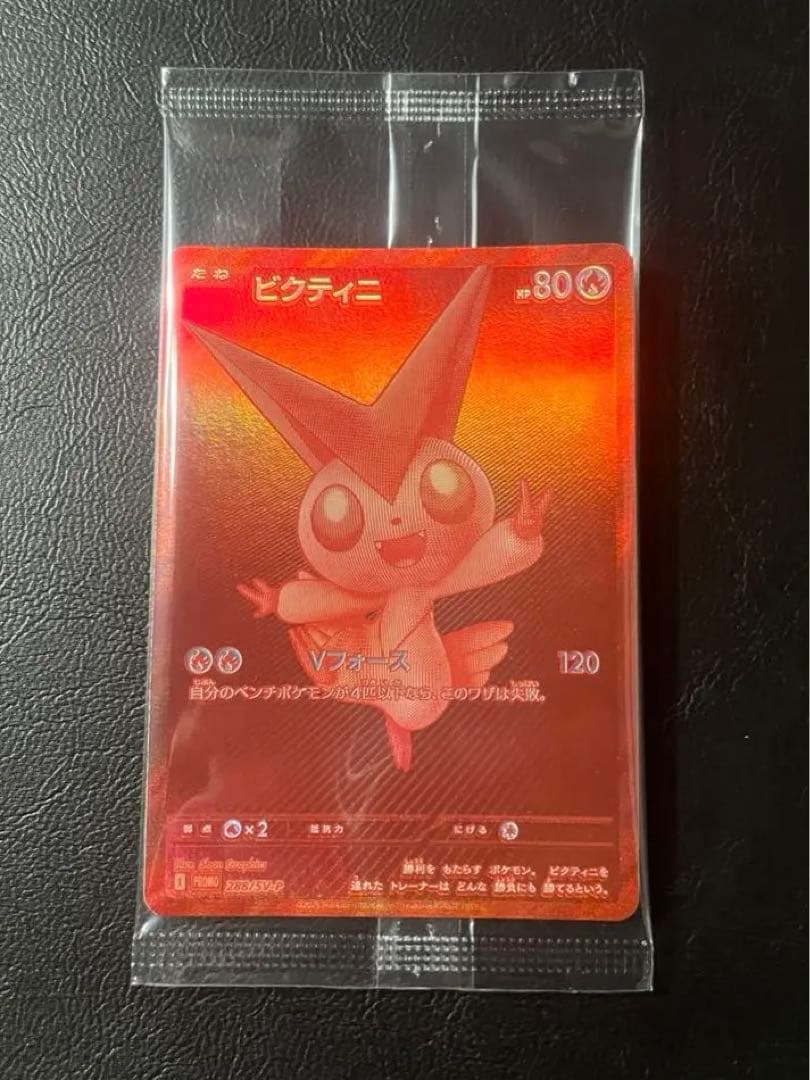 たね
ビクティニ
HP 80
Vフォース 120
自分のベンチポケモンが4匹以下なら、このワザは失敗。
弱点 ×2 抵抗力 にげる
勝利を もたらす ポケモン。 ビクティニを
連れた トレーナーは どんな 勝負にも 勝てるという。
PROMO 288/SV-P